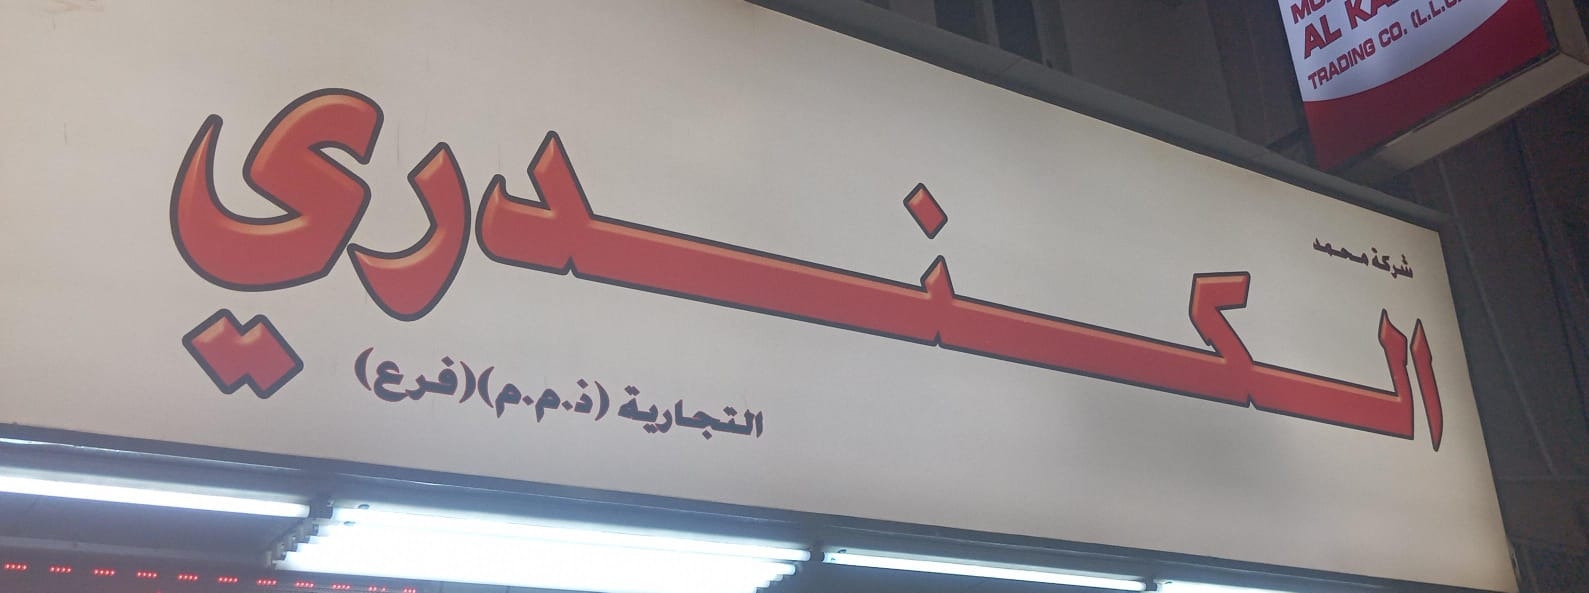 شركة محمد
الكندري
التجارية (ذ.م.م)(فرع)
TRADING CO. (L.L.C